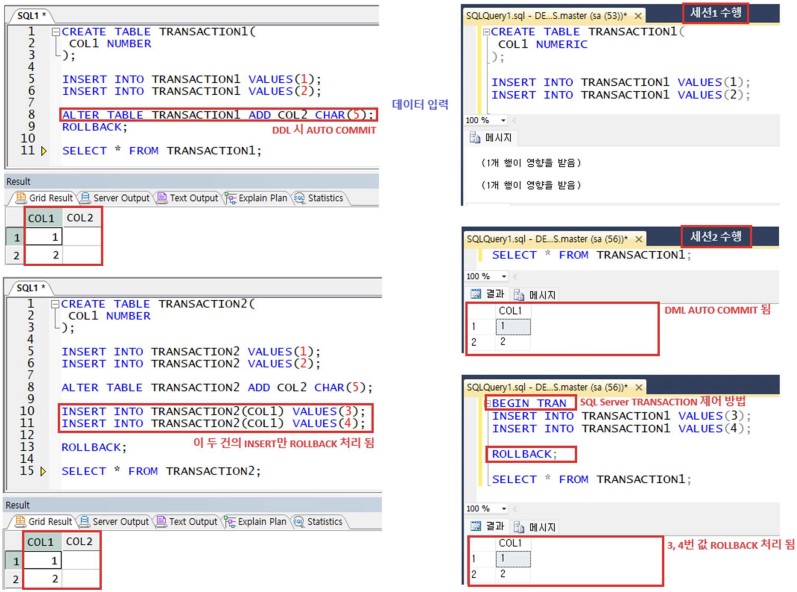 SQL1 *
1 CREATE TABLE TRANSACTION1(
2 COL1 NUMBER
3 );
4
5 INSERT INTO TRANSACTION1 VALUES(1);
6 INSERT INTO TRANSACTION1 VALUES(2);
7
8 ALTER TABLE TRANSACTION1 ADD COL2 CHAR(5);
9 ROLLBACK;
DDL 시 AUTO COMMIT
10
11 SELECT * FROM TRANSACTION1;
Result
Grid Result Server Output Text Output Explain Plan Statistics
COL1 COL2
1 1
2 2
SQL1 *
1 CREATE TABLE TRANSACTION2(
2 COL1 NUMBER
3 );
4
5 INSERT INTO TRANSACTION2 VALUES(1);
6 INSERT INTO TRANSACTION2 VALUES(2);
7
8 ALTER TABLE TRANSACTION2 ADD COL2 CHAR(5);
9
10 INSERT INTO TRANSACTION2(COL1) VALUES(3);
11 INSERT INTO TRANSACTION2(COL1) VALUES(4);
12
이 두 건의 INSERT만 ROLLBACK 처리 됨
13 ROLLBACK;
14
15 SELECT * FROM TRANSACTION2;
Result
Grid Result Server Output Text Output Explain Plan Statistics
COL1 COL2
1 1
2 2
데이터 입력
SQLQuery1.sql - DE...S.master (sa (53))* ×
세션1 수행
CREATE TABLE TRANSACTION1(
COL1 NUMERIC
);
INSERT INTO TRANSACTION1 VALUES(1);
INSERT INTO TRANSACTION1 VALUES(2);
100 %
메시지
(1개 행이 영향을 받음)
(1개 행이 영향을 받음)
SQLQuery1.sql - DE...S.master (sa (56))* ×
세션2 수행
SELECT * FROM TRANSACTION1;
100 %
결과 메시지
COL1
1 1
2 2
DML AUTO COMMIT 됨
SQLQuery1.sql - DE...S.master (sa (56))* ×
BEGIN TRAN
SQL Server TRANSACTION 제어 방법
INSERT INTO TRANSACTION1 VALUES(3);
INSERT INTO TRANSACTION1 VALUES(4);
ROLLBACK;
SELECT * FROM TRANSACTION1;
100 %
결과 메시지
COL1
1 1
2 2
3, 4번 값 ROLLBACK 처리 됨